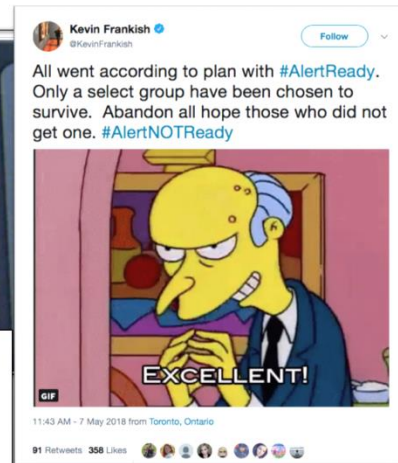 Kevin Frankish
@KevinFrankish
Follow
All went according to plan with #AlertReady.
Only a select group have been chosen to
survive. Abandon all hope those who did not
get one. #AlertNOTReady
EXCELLENT!
GIF
11:43 AM - 7 May 2018 from Toronto, Ontario
91 Retweets 358 Likes